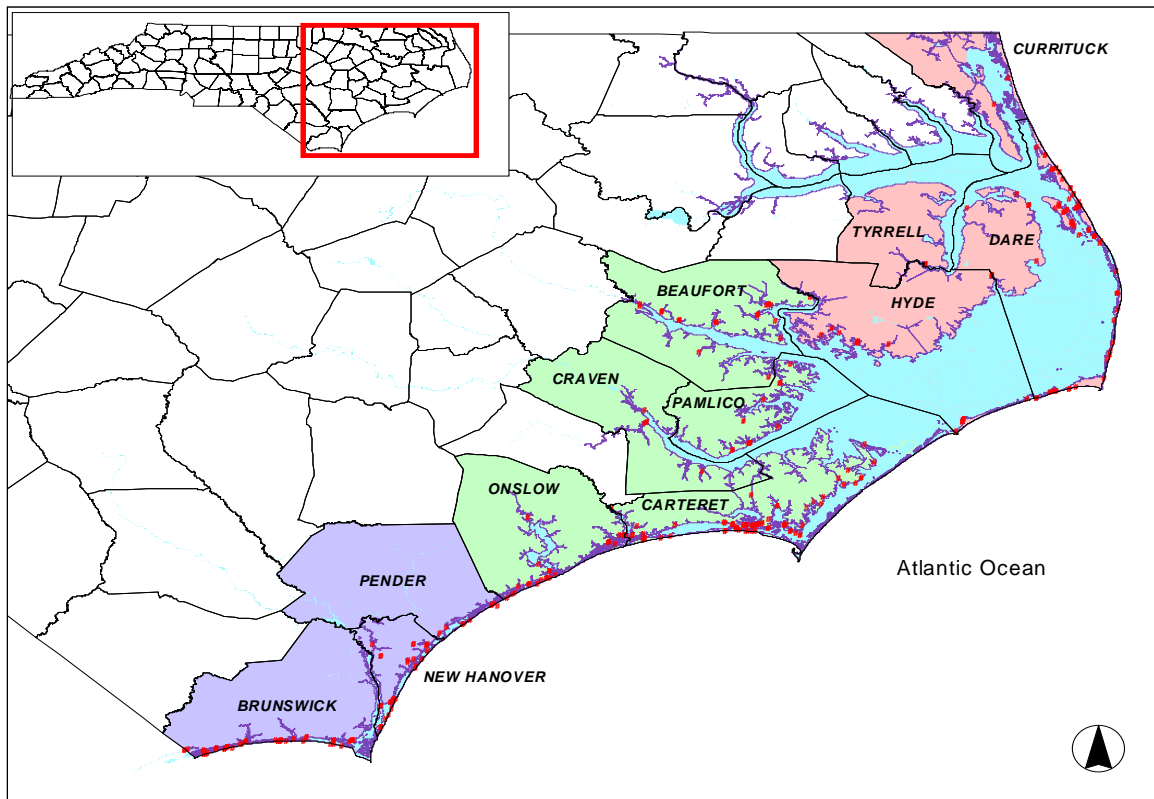 CURRITUCK
TYRRELL
DARE
BEAUFORT
HYDE
CRAVEN
PAMLICO
ONSLOW
CARTERET
Atlantic Ocean
PENDER
NEW HANOVER
BRUNSWICK